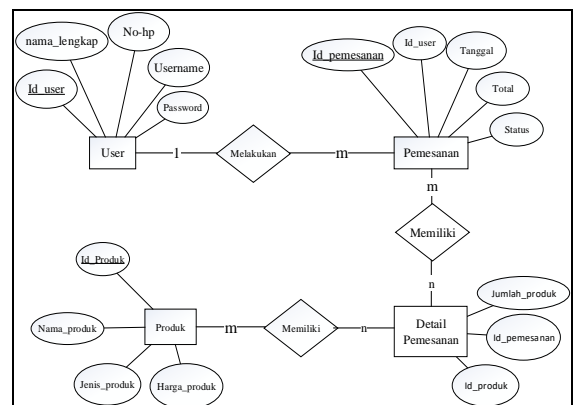 nama_lengkap
No-hp
Id_user
Username
Password
User
1
Melakukan
m
Pemesanan
Id_pemesanan
Id_user
Tanggal
Total
Status
m
Memiliki
n
Id_Produk
Nama_produk
Jenis_produk
Harga_produk
Produk
m
Memiliki
n
Detail
Pemesanan
Jumlah_produk
Id_pemesanan
Id_produk